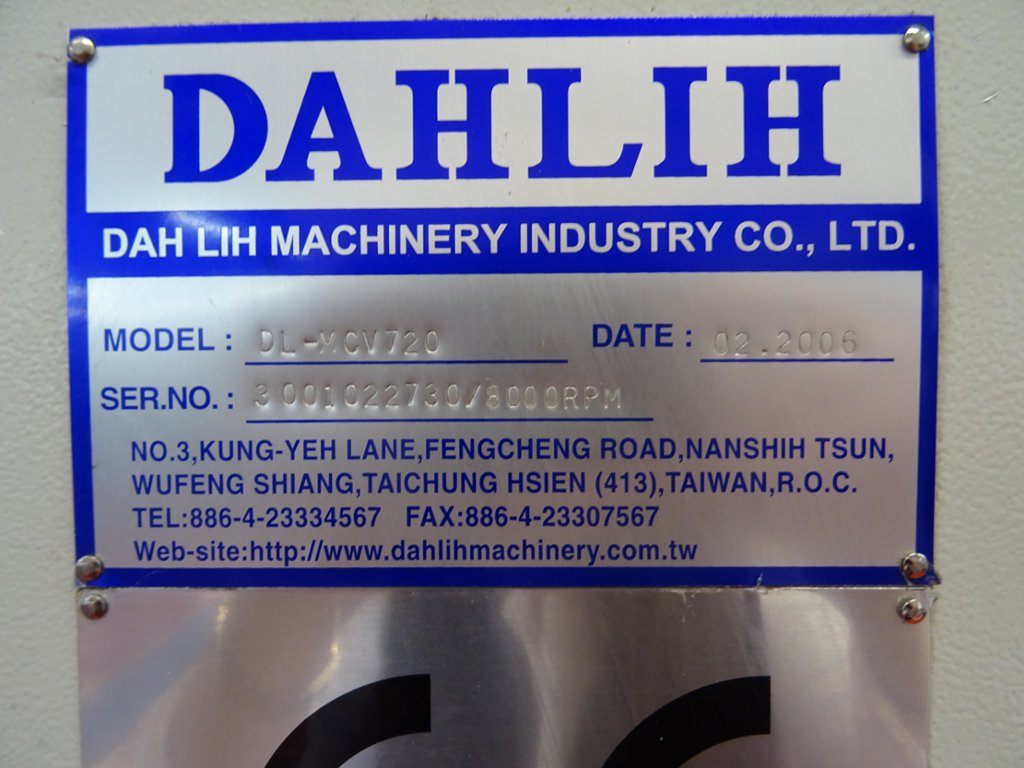 DAHLIH
DAH LIH MACHINERY INDUSTRY CO., LTD.
MODEL : DL-MCV720 DATE : 02.2006
SER.NO. : 3001022730/8000RPM
NO.3,KUNG-YEH LANE,FENGCHENG ROAD,NANSHIH TSUN,
WUFENG SHIANG,TAICHUNG HSIEN (413),TAIWAN,R.O.C.
TEL:886-4-23334567 FAX:886-4-23307567
Web-site:http://www.dahlihmachinery.com.tw